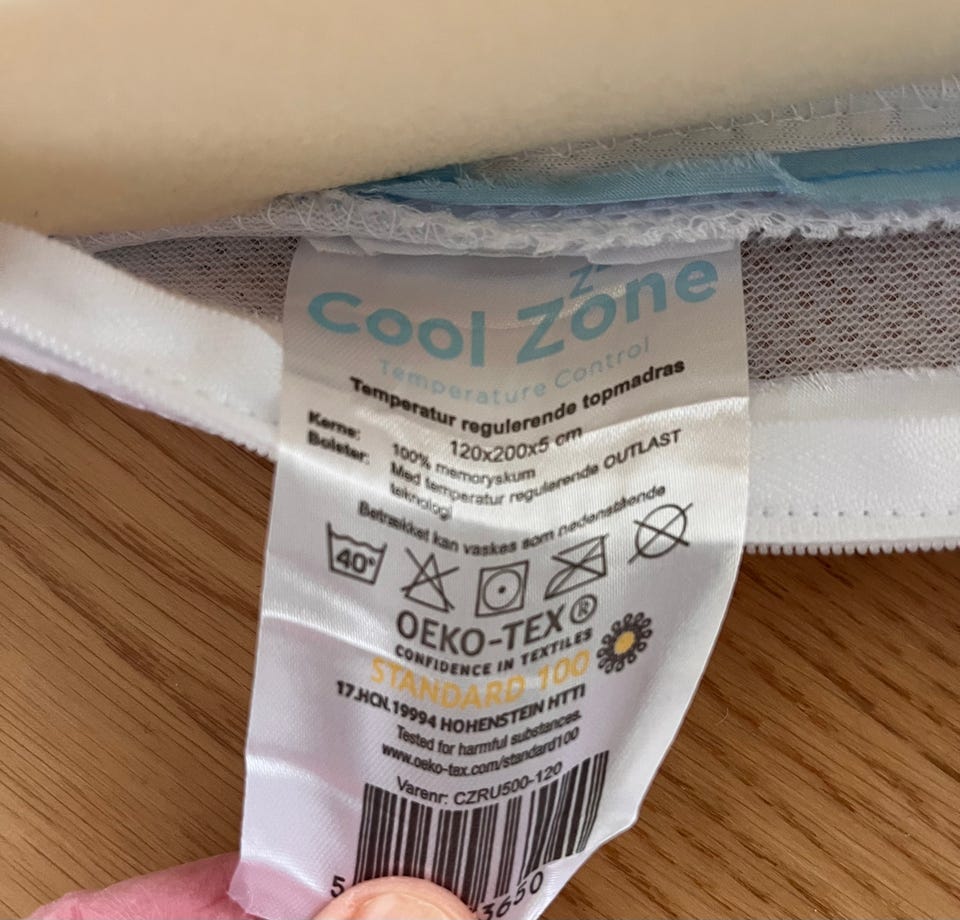 Cool Zone
Temperature Control
Temperatur regulerende topmadras
120x200x5 cm
Kerne: 100% memoryskum
Bolster: Med temperatur regulerende OUTLAST
teknologi
Betrækket kan vaskes som nedenstående
40°
OEKO-TEX®
CONFIDENCE IN TEXTILES
STANDARD 100
17.HCN.19994 HOHENSTEIN HTTI
Tested for harmful substances.
www.oeko-tex.com/standard100
Varenr: CZRU500-120
5 3650